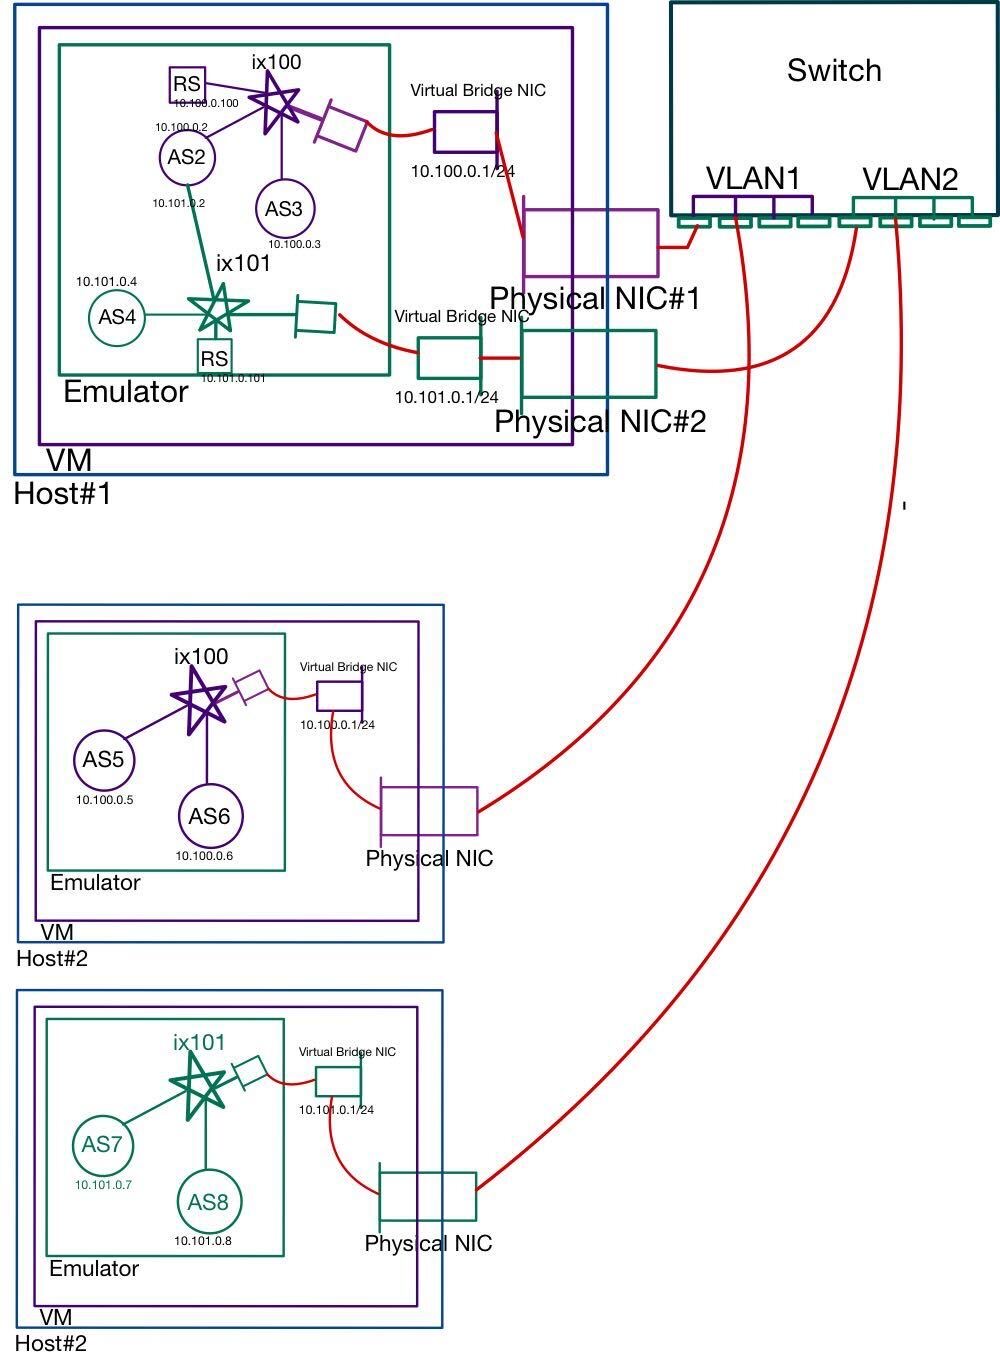 ix100
RS
10.100.0.100
10.100.0.2
AS2
10.101.0.2
AS3
10.100.0.3
Virtual Bridge NIC
10.100.0.1/24
ix101
10.101.0.4
AS4
RS
10.101.0.101
Virtual Bridge NIC
10.101.0.1/24
Emulator
VM
Host#1
Physical NIC#1
Physical NIC#2
Switch
VLAN1
VLAN2
ix100
Virtual Bridge NIC
10.100.0.1/24
AS5
10.100.0.5
AS6
10.100.0.6
Physical NIC
Emulator
VM
Host#2
ix101
Virtual Bridge NIC
10.101.0.1/24
AS7
10.101.0.7
AS8
10.101.0.8
Physical NIC
Emulator
VM
Host#2